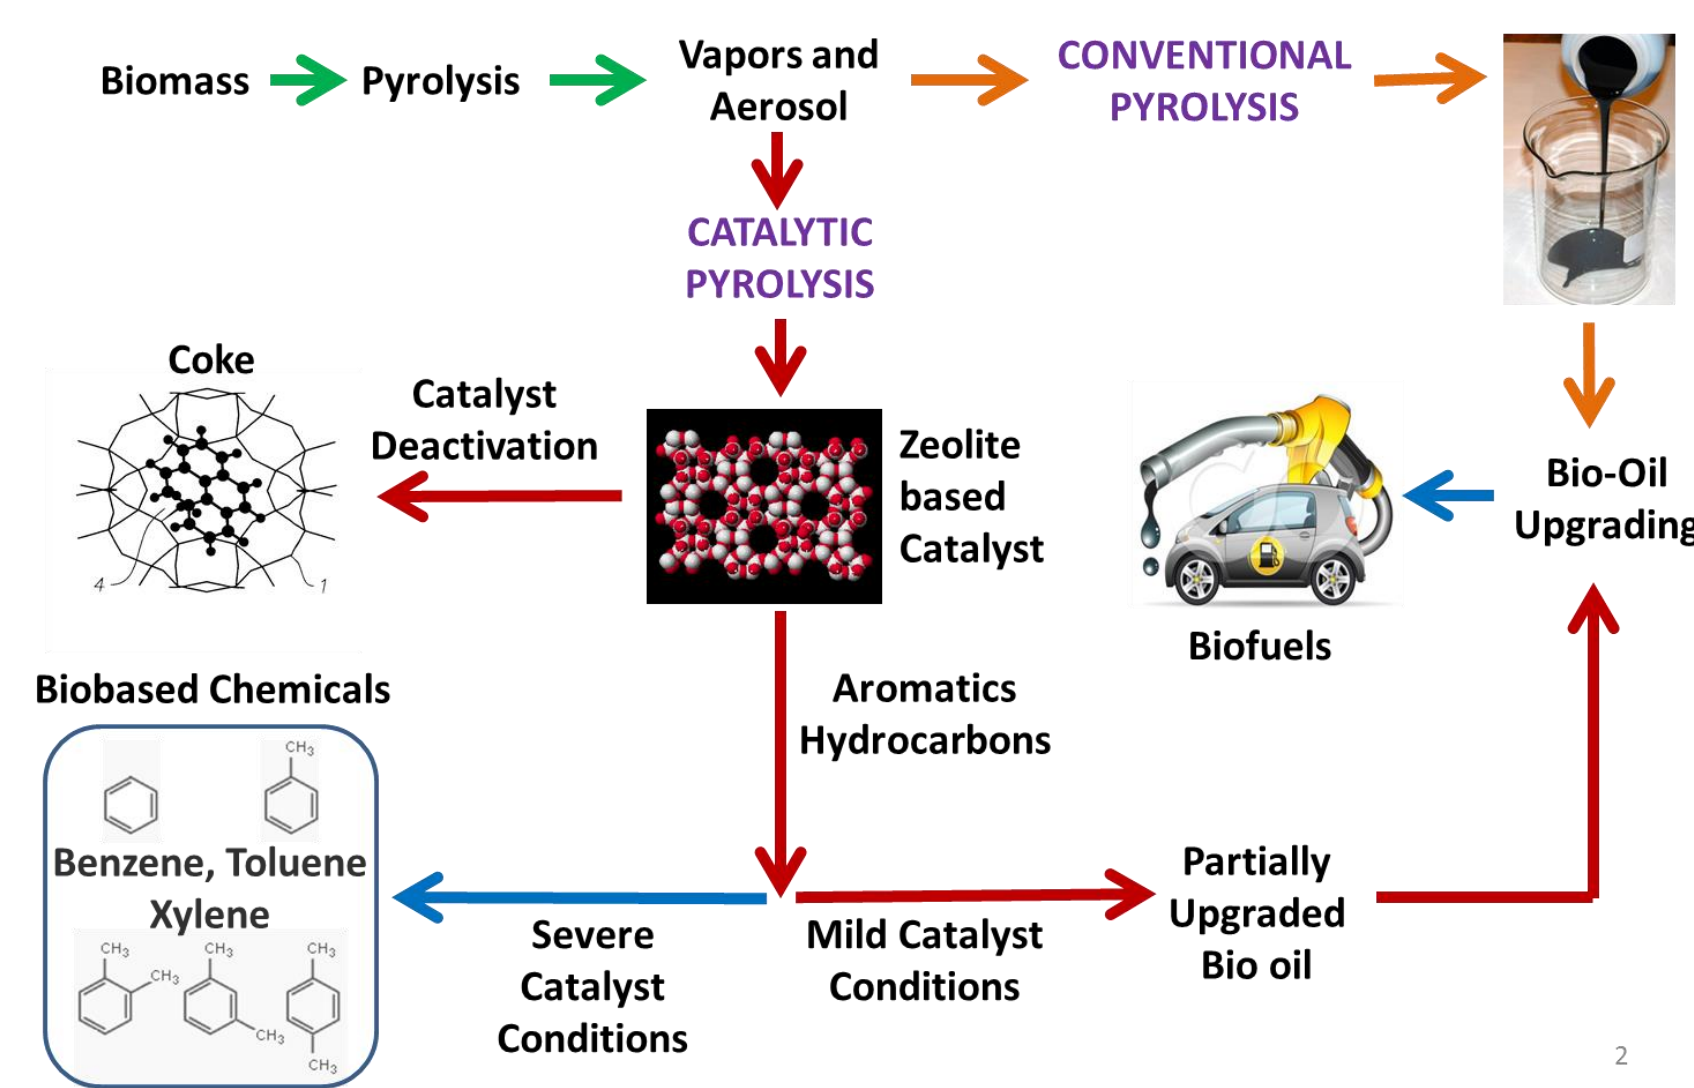 Biomass
Pyrolysis
Vapors and
Aerosol
CONVENTIONAL
PYROLYSIS
CATALYTIC
PYROLYSIS
Coke
Catalyst
Deactivation
4
1
Zeolite
based
Catalyst
Bio-Oil
Upgrading
Biofuels
Biobased Chemicals
Aromatics
Hydrocarbons
CH3
Benzene, Toluene
Xylene
CH3
CH3
CH3
CH3
CH3
CH3
Severe
Catalyst
Conditions
Mild Catalyst
Conditions
Partially
Upgraded
Bio oil
2